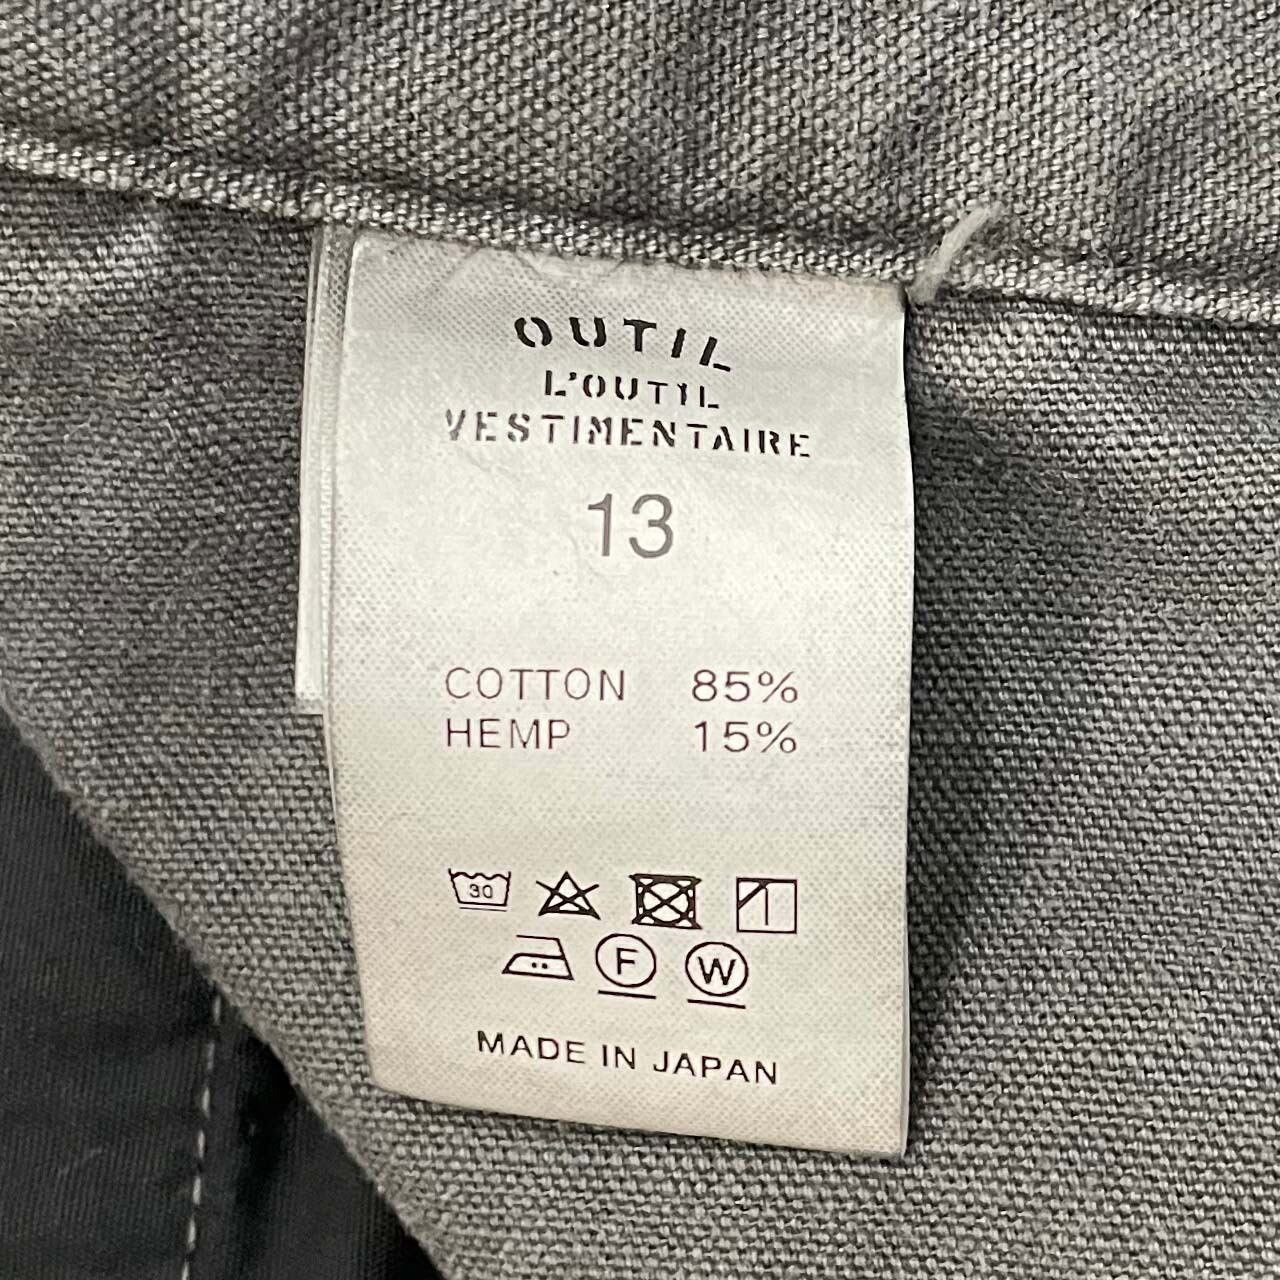 OUTIL
L'OUTIL
VESTIMENTAIRE
13
COTTON 85%
HEMP 15%
30
F W
MADE IN JAPAN